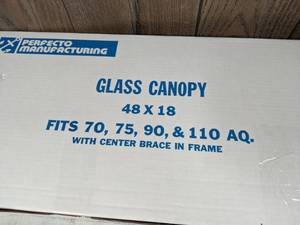 PERFECTO
MANUFACTURING
GLASS CANOPY
48 X 18
FITS 70, 75, 90, & 110 AQ.
WITH CENTER BRACE IN FRAME